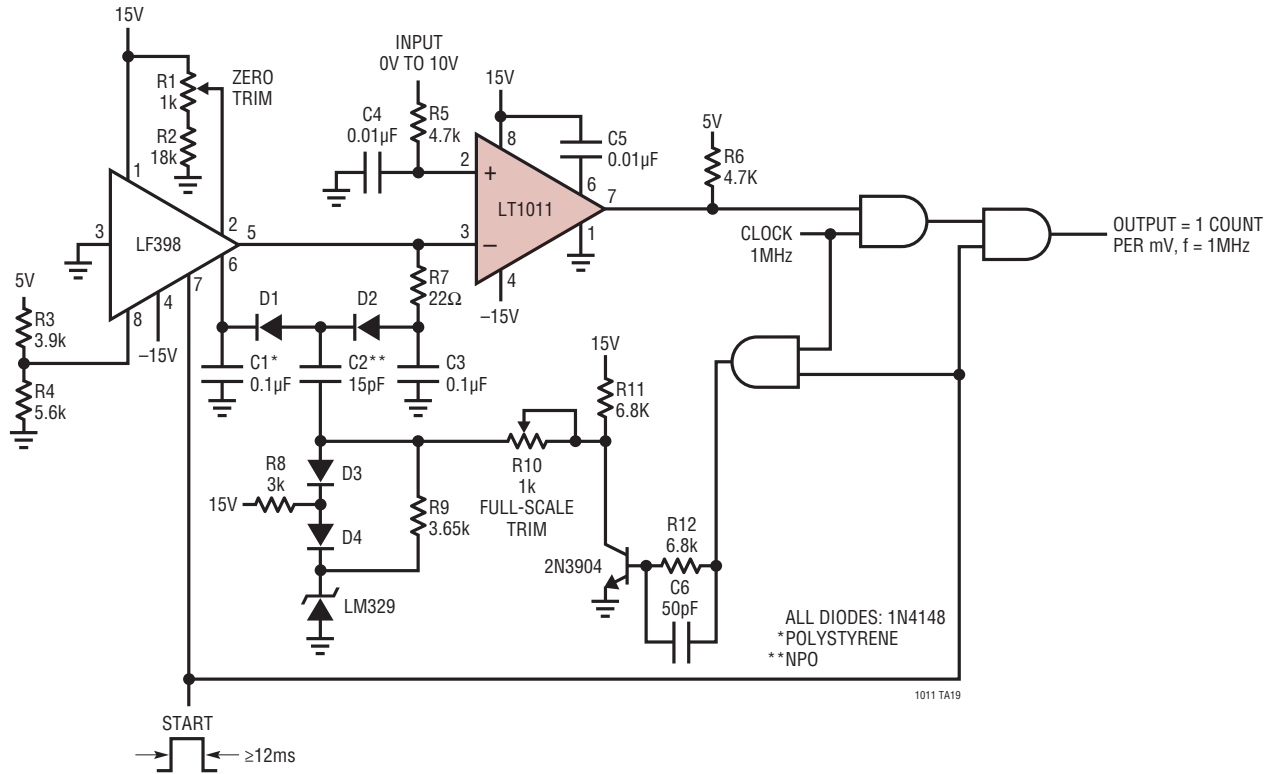 15V
R1
1k
ZERO
TRIM
R2
18k
INPUT
0V TO 10V
C4
0.01µF
R5
4.7k
15V
8
C5
0.01µF
1
2
3
LF398
5
6
7
4
8
–15V
5V
R3
3.9k
R4
5.6k
2
+
LT1011
3
–
6
7
1
4
–15V
5V
R6
4.7K
CLOCK
1MHz
OUTPUT = 1 COUNT
PER mV, f = 1MHz
R7
22Ω
D1
D2
C1*
0.1µF
C2**
15pF
C3
0.1µF
15V
R11
6.8K
R8
3k
15V
D3
D4
R9
3.65k
R10
1k
FULL-SCALE
TRIM
LM329
2N3904
R12
6.8k
C6
50pF
ALL DIODES: 1N4148
*POLYSTYRENE
**NPO
1011 TA19
START
≥12ms